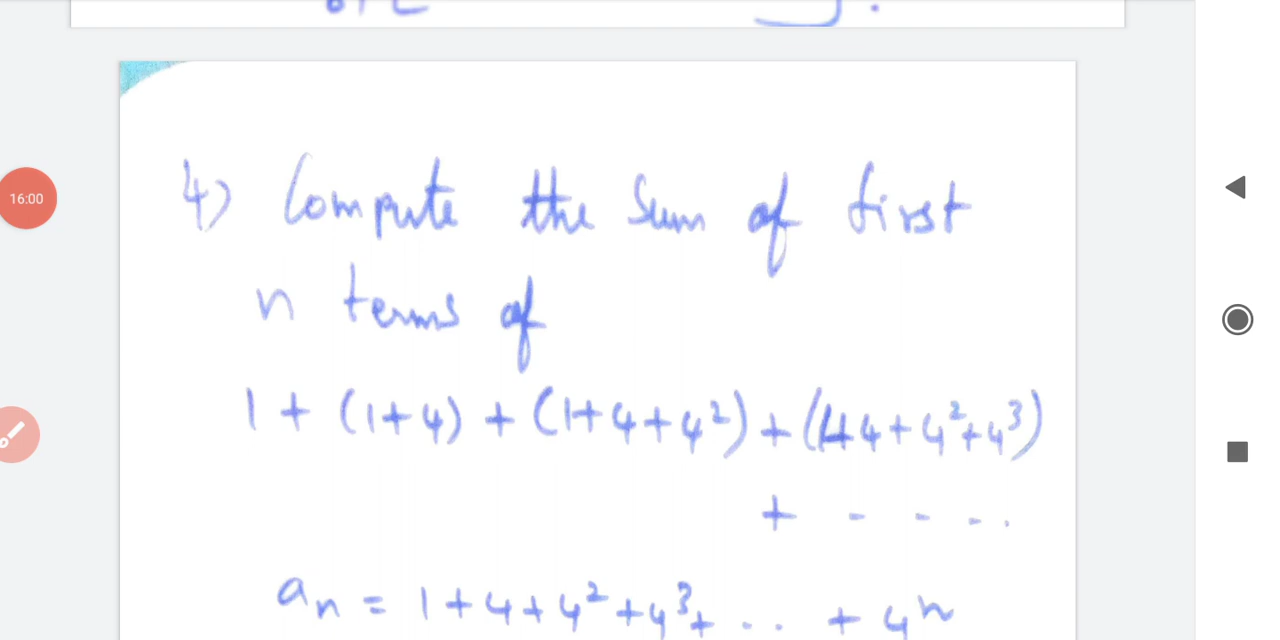 16:00
4) Compute the Sum of first
n terms of
1 + (1+4) + (1+4+4²) + (1+4+4²+4³)
+ - - - .
aₙ = 1+4+4²+4³+ .. + 4ⁿ